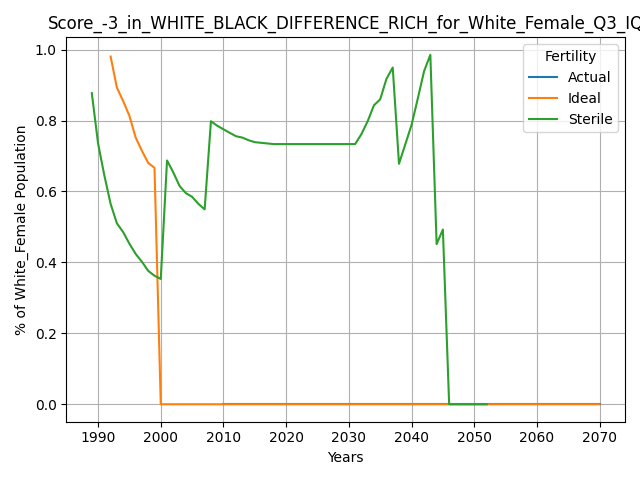 Score_-3_in_WHITE_BLACK_DIFFERENCE_RICH_for_White_Female_Q3_IQ
Fertility
Actual
Ideal
Sterile
% of White_Female Population
1.0
0.8
0.6
0.4
0.2
0.0
1990 2000 2010 2020 2030 2040 2050 2060 2070
Years